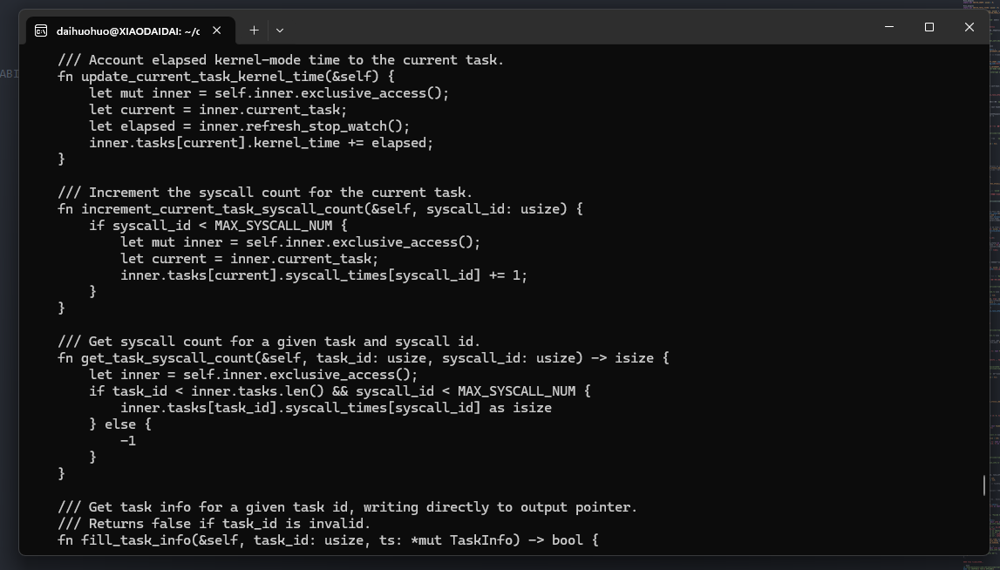 daihuohuo@XIAODAIDAI: ~/c
ABI
    /// Account elapsed kernel-mode time to the current task.
    fn update_current_task_kernel_time(&self) {
        let mut inner = self.inner.exclusive_access();
        let current = inner.current_task;
        let elapsed = inner.refresh_stop_watch();
        inner.tasks[current].kernel_time += elapsed;
    }

    /// Increment the syscall count for the current task.
    fn increment_current_task_syscall_count(&self, syscall_id: usize) {
        if syscall_id < MAX_SYSCALL_NUM {
            let mut inner = self.inner.exclusive_access();
            let current = inner.current_task;
            inner.tasks[current].syscall_times[syscall_id] += 1;
        }
    }

    /// Get syscall count for a given task and syscall id.
    fn get_task_syscall_count(&self, task_id: usize, syscall_id: usize) -> isize {
        let inner = self.inner.exclusive_access();
        if task_id < inner.tasks.len() && syscall_id < MAX_SYSCALL_NUM {
            inner.tasks[task_id].syscall_times[syscall_id] as isize
        } else {
            -1
        }
    }

    /// Get task info for a given task id, writing directly to output pointer.
    /// Returns false if task_id is invalid.
    fn fill_task_info(&self, task_id: usize, ts: *mut TaskInfo) -> bool {